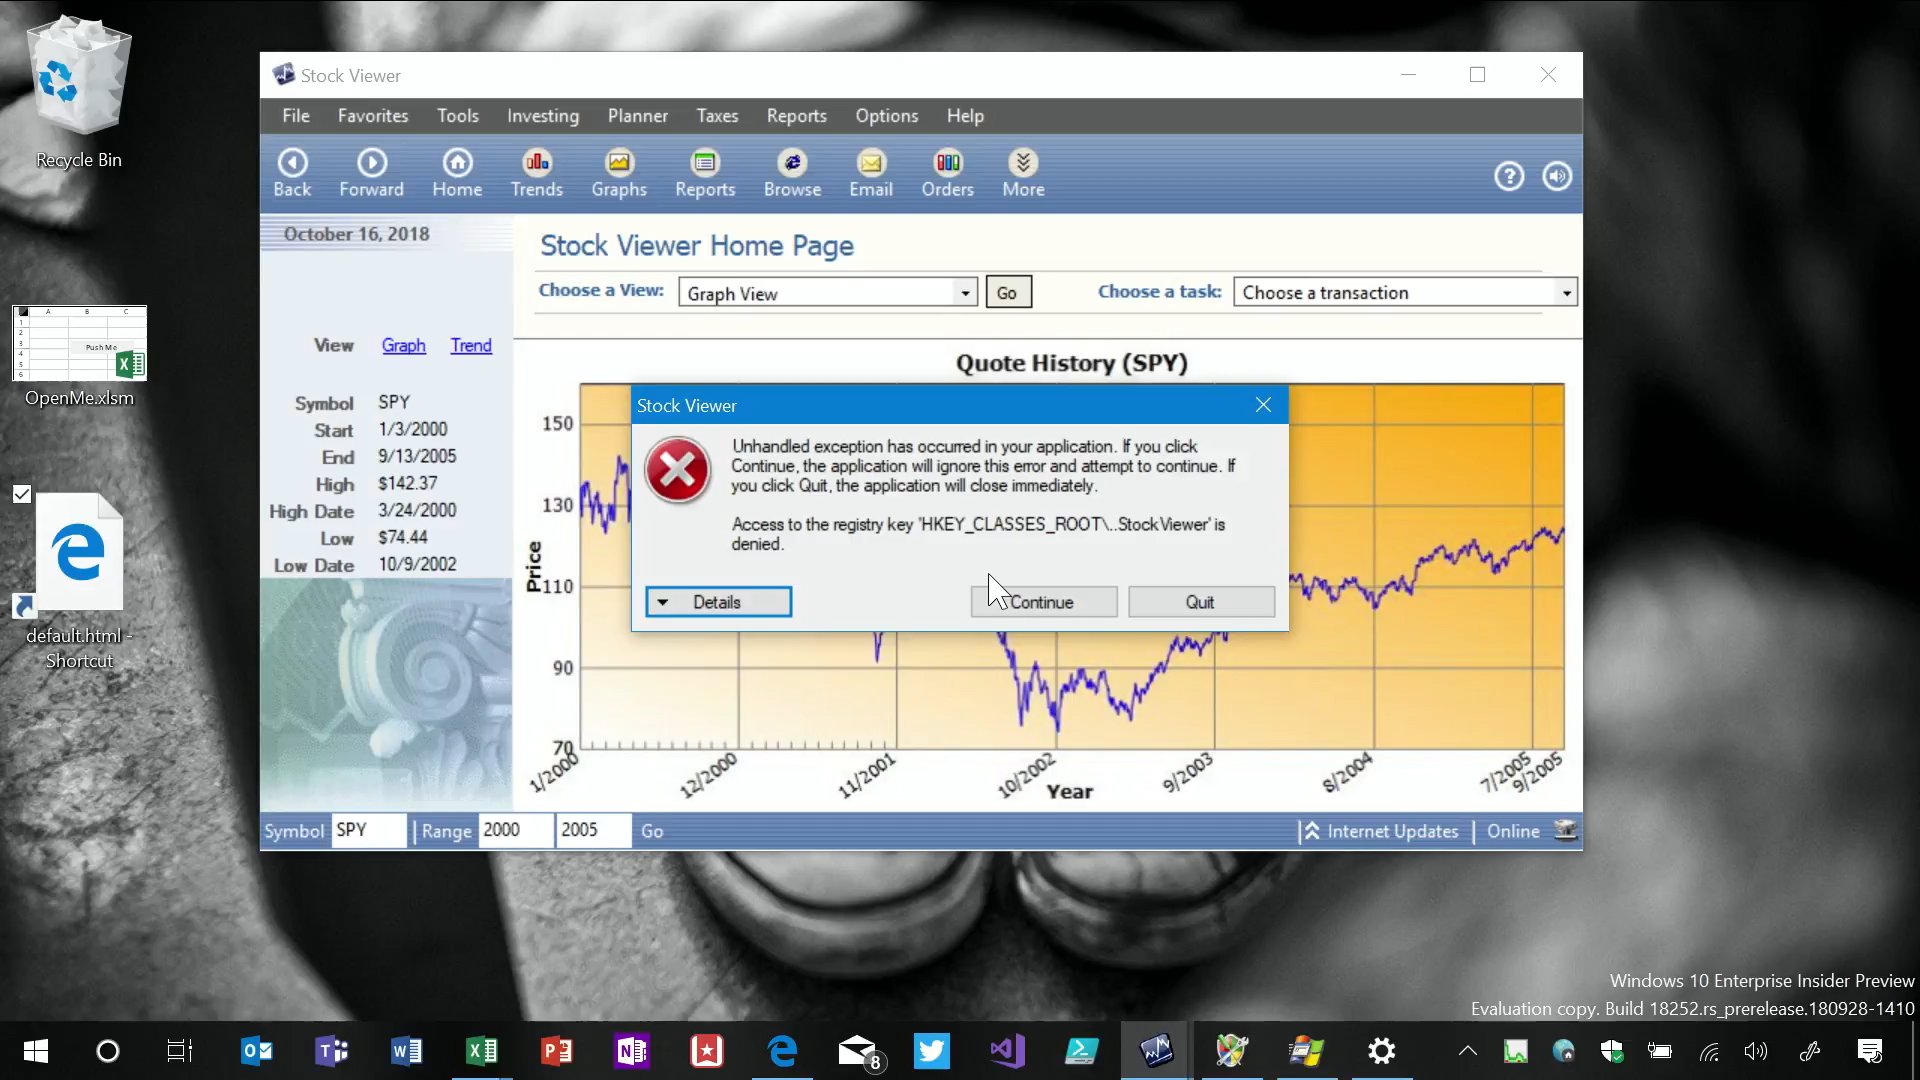 Recycle Bin
Push Me
OpenMe.xlsm
default.html -
Shortcut
Stock Viewer
File Favorites Tools Investing Planner Taxes Reports Options Help
Back Forward Home Trends Graphs Reports Browse Email Orders More
October 16, 2018
Stock Viewer Home Page
Choose a View: Graph View Go Choose a task: Choose a transaction
View Graph Trend
Symbol SPY
Start 1/3/2000
End 9/13/2005
High $142.37
High Date 3/24/2000
Low $74.44
Low Date 10/9/2002
Quote History (SPY)
150
130
110
90
70
Price
1/2000 12/2000 11/2001 10/2002 9/2003 8/2004 7/2005 9/2005
Year
Stock Viewer
Unhandled exception has occurred in your application. If you click
Continue, the application will ignore this error and attempt to continue. If
you click Quit, the application will close immediately.
Access to the registry key 'HKEY_CLASSES_ROOT\..StockViewer' is
denied.
Details Continue Quit
Symbol SPY | Range 2000 2005 Go
Internet Updates | Online
Windows 10 Enterprise Insider Preview
Evaluation copy. Build 18252.rs_prerelease.180928-1410
8